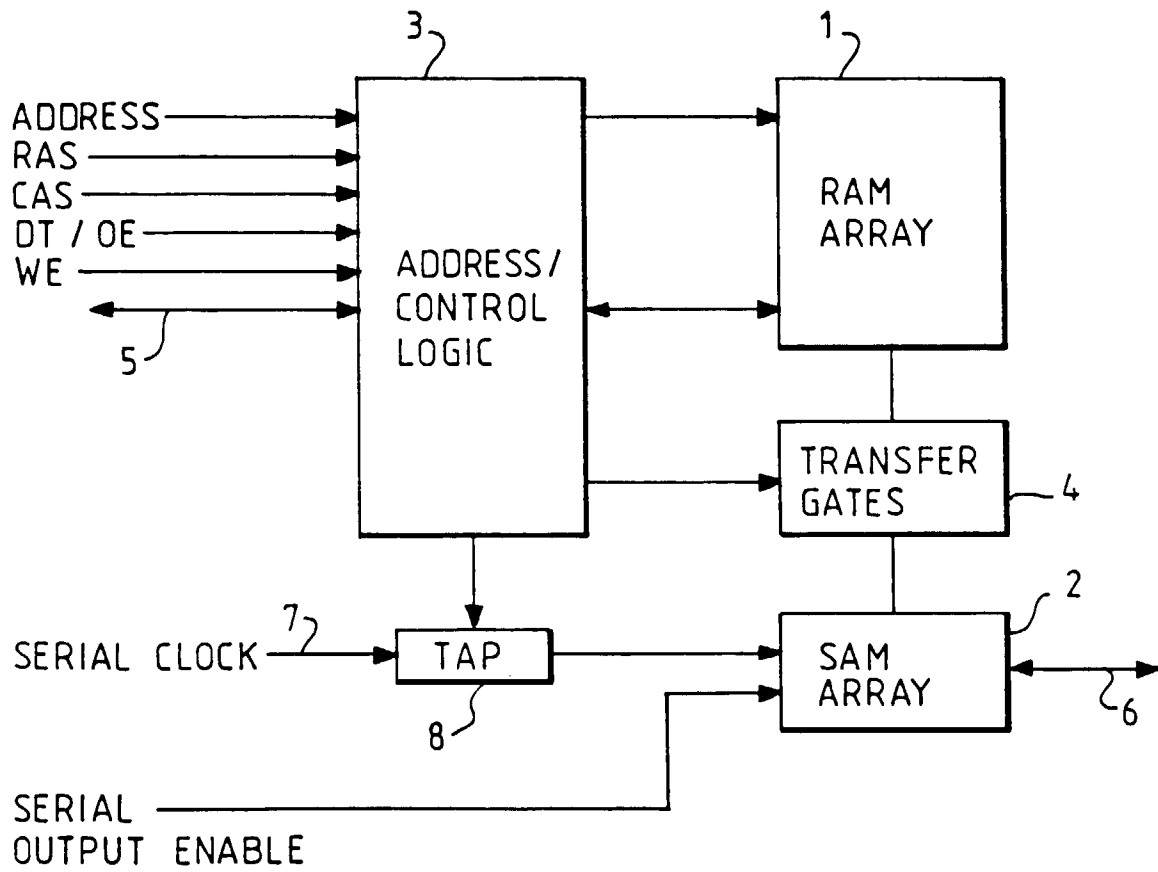 3
1
ADDRESS
RAS
CAS
DT / OE
WE
5
ADDRESS/
CONTROL
LOGIC
RAM
ARRAY
TRANSFER
GATES
4
2
SERIAL CLOCK
7
TAP
8
SAM
ARRAY
6
SERIAL
OUTPUT ENABLE